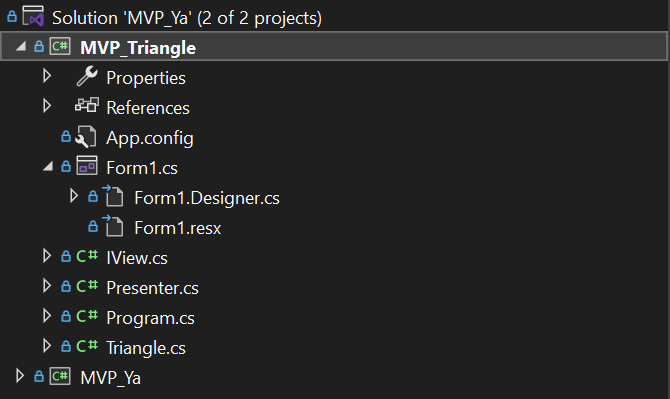 Solution 'MVP_Ya' (2 of 2 projects)
C# MVP_Triangle
Properties
References
App.config
Form1.cs
Form1.Designer.cs
Form1.resx
C# IView.cs
C# Presenter.cs
C# Program.cs
C# Triangle.cs
C# MVP_Ya